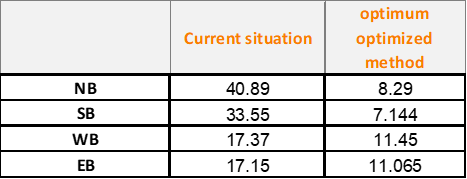 Current situation optimum optimized method
NB 40.89 8.29
SB 33.55 7.144
WB 17.37 11.45
EB 17.15 11.065